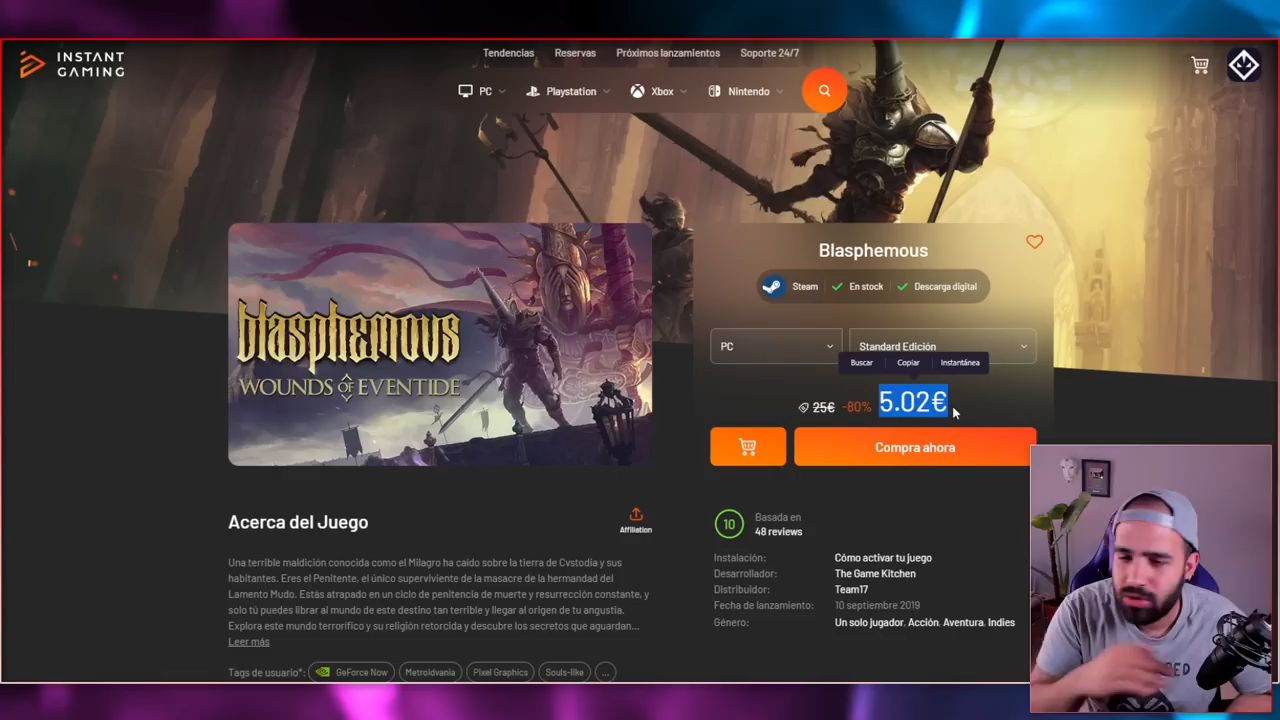 INSTANT
GAMING
Tendencias Reservas Próximos lanzamientos Soporte 24/7
PC Playstation Xbox Nintendo
Blasphemous
Steam En stock Descarga digital
PC Standard Edición
Buscar Copiar Instantánea
25€ -80% 5.02€
Compra ahora
blasphemous
WOUNDS OF EVENTIDE
Acerca del Juego
Affiliation
Una terrible maldición conocida como el Milagro ha caído sobre la tierra de Cvstodia y sus
habitantes. Eres el Penitente, el único superviviente de la masacre de la hermandad del
Lamento Mudo. Estás atrapado en un ciclo de penitencia de muerte y resurrección constante, y
solo tú puedes librar al mundo de este destino tan terrible y llegar al origen de tu angustia.
Explora este mundo terrorífico y su religión retorcida y descubre los secretos que aguardan...
Leer más
Tags de usuario*: GeForce Now Metroidvania Pixel Graphics Souls-like ...
10 Basada en
48 reviews
Instalación: Cómo activar tu juego
Desarrollador: The Game Kitchen
Distribuidor: Team17
Fecha de lanzamiento: 10 septiembre 2019
Género: Un solo jugador, Acción, Aventura, Indies